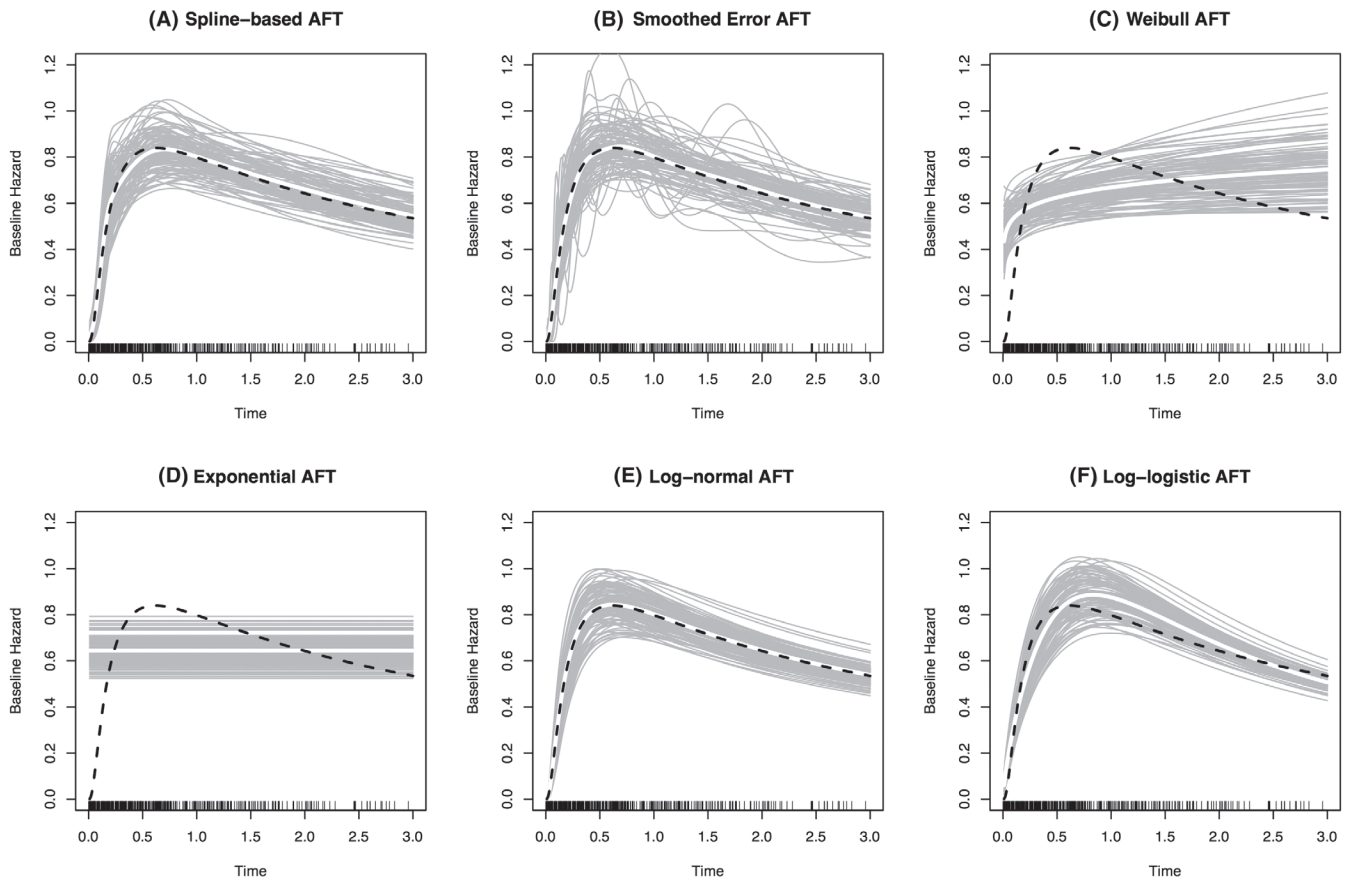 (A) Spline–based AFT
Baseline Hazard
0.0 0.2 0.4 0.6 0.8 1.0 1.2
0.0 0.5 1.0 1.5 2.0 2.5 3.0
Time
(B) Smoothed Error AFT
Baseline Hazard
0.0 0.2 0.4 0.6 0.8 1.0 1.2
0.0 0.5 1.0 1.5 2.0 2.5 3.0
Time
(C) Weibull AFT
Baseline Hazard
0.0 0.2 0.4 0.6 0.8 1.0 1.2
0.0 0.5 1.0 1.5 2.0 2.5 3.0
Time
(D) Exponential AFT
Baseline Hazard
0.0 0.2 0.4 0.6 0.8 1.0 1.2
0.0 0.5 1.0 1.5 2.0 2.5 3.0
Time
(E) Log–normal AFT
Baseline Hazard
0.0 0.2 0.4 0.6 0.8 1.0 1.2
0.0 0.5 1.0 1.5 2.0 2.5 3.0
Time
(F) Log–logistic AFT
Baseline Hazard
0.0 0.2 0.4 0.6 0.8 1.0 1.2
0.0 0.5 1.0 1.5 2.0 2.5 3.0
Time